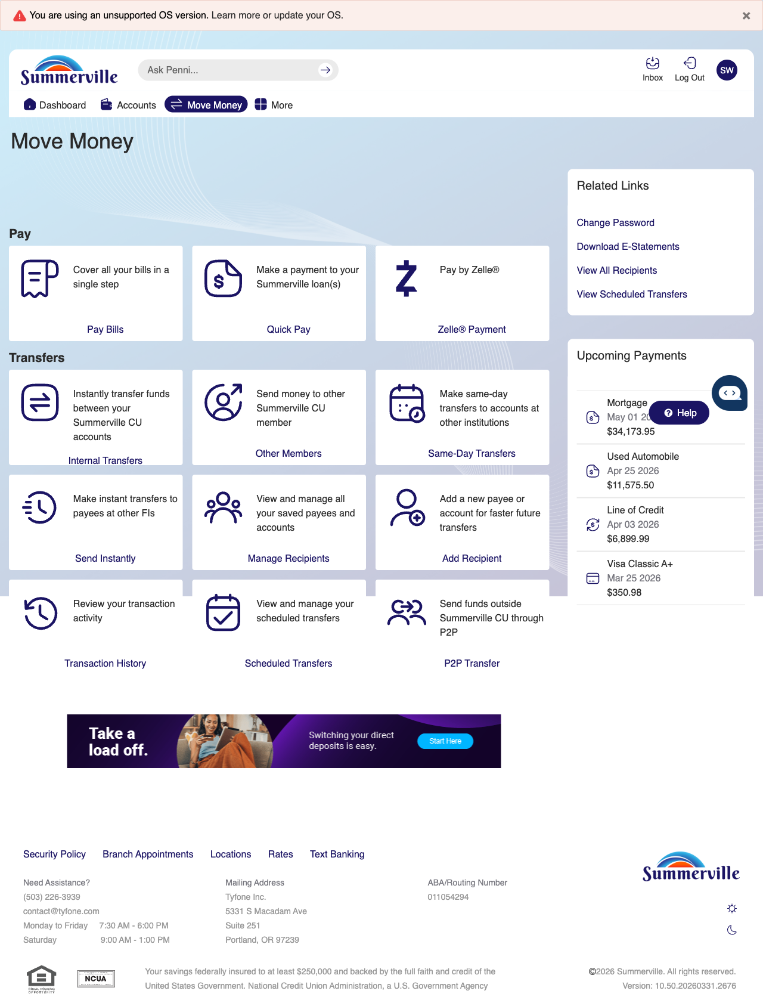 You are using an unsupported OS version. Learn more or update your OS.
Summerville
Ask Penni...
Inbox
Log Out
SW
Dashboard
Accounts
Move Money
More
Move Money
Related Links
Change Password
Download E-Statements
View All Recipients
View Scheduled Transfers
Pay
Cover all your bills in a
single step
Pay Bills
Make a payment to your
Summerville loan(s)
Quick Pay
Pay by Zelle®
Zelle® Payment
Transfers
Instantly transfer funds
between your
Summerville CU
accounts
Internal Transfers
Send money to other
Summerville CU
member
Other Members
Make same-day
transfers to accounts at
other institutions
Same-Day Transfers
Make instant transfers to
payees at other FIs
Send Instantly
View and manage all
your saved payees and
accounts
Manage Recipients
Add a new payee or
account for faster future
transfers
Add Recipient
Review your transaction
activity
Transaction History
View and manage your
scheduled transfers
Scheduled Transfers
Send funds outside
Summerville CU through
P2P
P2P Transfer
Upcoming Payments
Mortgage
May 01 20
$34,173.95
Help
Used Automobile
Apr 25 2026
$11,575.50
Line of Credit
Apr 03 2026
$6,899.99
Visa Classic A+
Mar 25 2026
$350.98
Take a
load off.
Switching your direct
deposits is easy.
Start Here
Security Policy
Branch Appointments
Locations
Rates
Text Banking
Summerville
Need Assistance?
(503) 226-3939
contact@tyfone.com
Monday to Friday 7:30 AM - 6:00 PM
Saturday 9:00 AM - 1:00 PM
Mailing Address
Tyfone Inc.
5331 S Macadam Ave
Suite 251
Portland, OR 97239
ABA/Routing Number
011054294
EQUAL HOUSING
OPPORTUNITY
NCUA
Your savings federally insured to at least $250,000 and backed by the full faith and credit of the
United States Government. National Credit Union Administration, a U.S. Government Agency
©2026 Summerville. All rights reserved.
Version: 10.50.20260331.2676